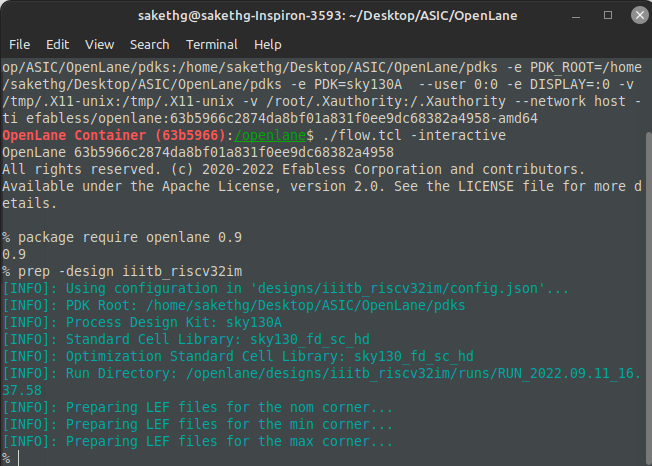 sakethg@sakethg-Inspiron-3593: ~/Desktop/ASIC/OpenLane
File Edit View Search Terminal Help
op/ASIC/OpenLane/pdks:/home/sakethg/Desktop/ASIC/OpenLane/pdks -e PDK_ROOT=/home
/sakethg/Desktop/ASIC/OpenLane/pdks -e PDK=sky130A  --user 0:0 -e DISPLAY=:0 -v
/tmp/.X11-unix:/tmp/.X11-unix -v /root/.Xauthority:/.Xauthority --network host -
ti efabless/openlane:63b5966c2874da8bf01a831f0ee9dc68382a4958-amd64
OpenLane Container (63b5966):/openlane$ ./flow.tcl -interactive
OpenLane 63b5966c2874da8bf01a831f0ee9dc68382a4958
All rights reserved. (c) 2020-2022 Efabless Corporation and contributors.
Available under the Apache License, version 2.0. See the LICENSE file for more d
etails.
% package require openlane 0.9
0.9
% prep -design iiitb_riscv32im
[INFO]: Using configuration in 'designs/iiitb_riscv32im/config.json'...
[INFO]: PDK Root: /home/sakethg/Desktop/ASIC/OpenLane/pdks
[INFO]: Process Design Kit: sky130A
[INFO]: Standard Cell Library: sky130_fd_sc_hd
[INFO]: Optimization Standard Cell Library: sky130_fd_sc_hd
[INFO]: Run Directory: /openlane/designs/iiitb_riscv32im/runs/RUN_2022.09.11_16.
37.58
[INFO]: Preparing LEF files for the nom corner...
[INFO]: Preparing LEF files for the min corner...
[INFO]: Preparing LEF files for the max corner...
%